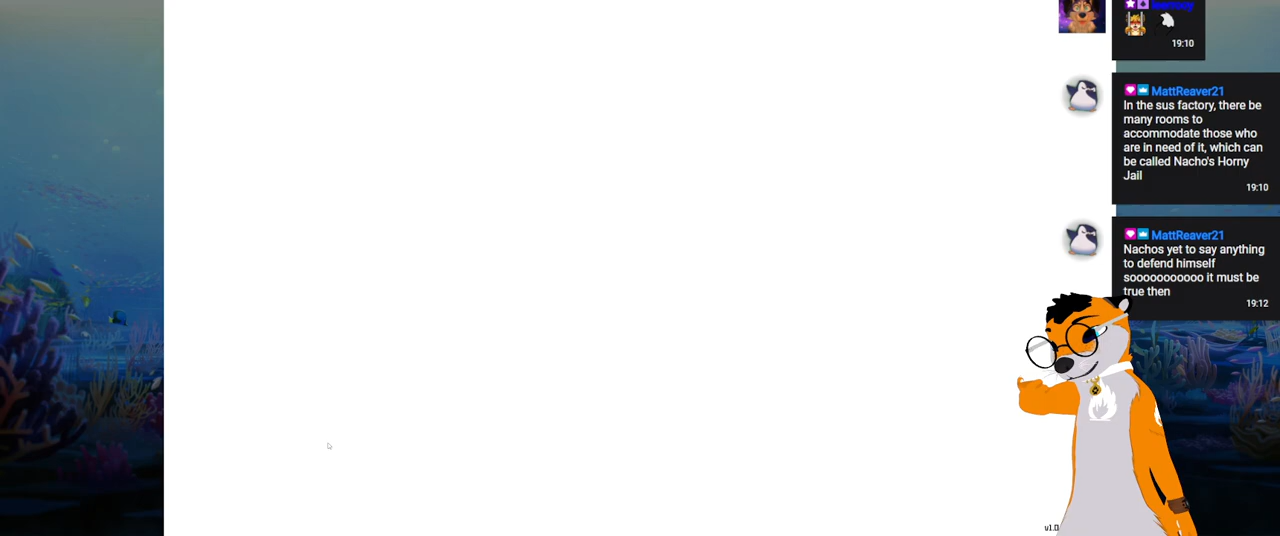 19:10
MattReaver21
In the sus factory, there be
many rooms to
accommodate those who
are in need of it, which can
be called Nacho's Horny
Jail
19:10
MattReaver21
Nachos yet to say anything
to defend himself
sooooooooooo it must be
true then
19:12
v1.0